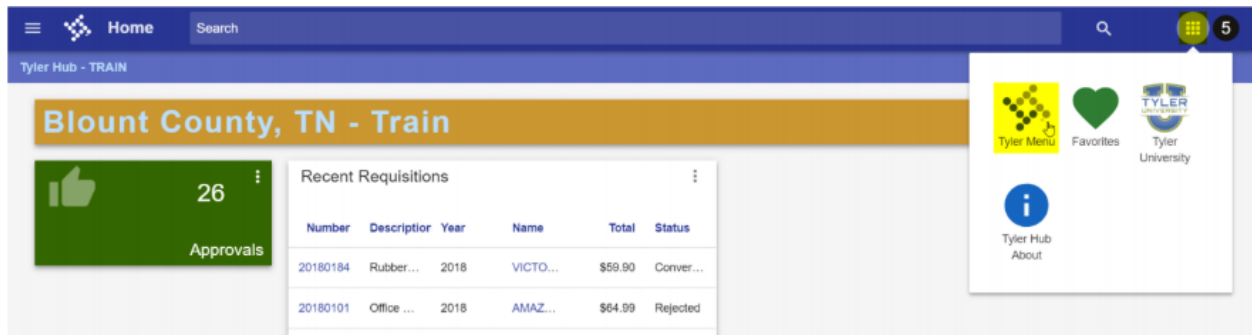 Home
Search
5
Tyler Hub - TRAIN
Blount County, TN - Train
26
Approvals
Recent Requisitions
Number Descriptior Year Name Total Status
20180184 Rubber... 2018 VICTO... $59.90 Conver...
20180101 Office ... 2018 AMAZ... $64.99 Rejected
Tyler Menu
Favorites
TYLER
UNIVERSITY
Tyler
University
Tyler Hub
About